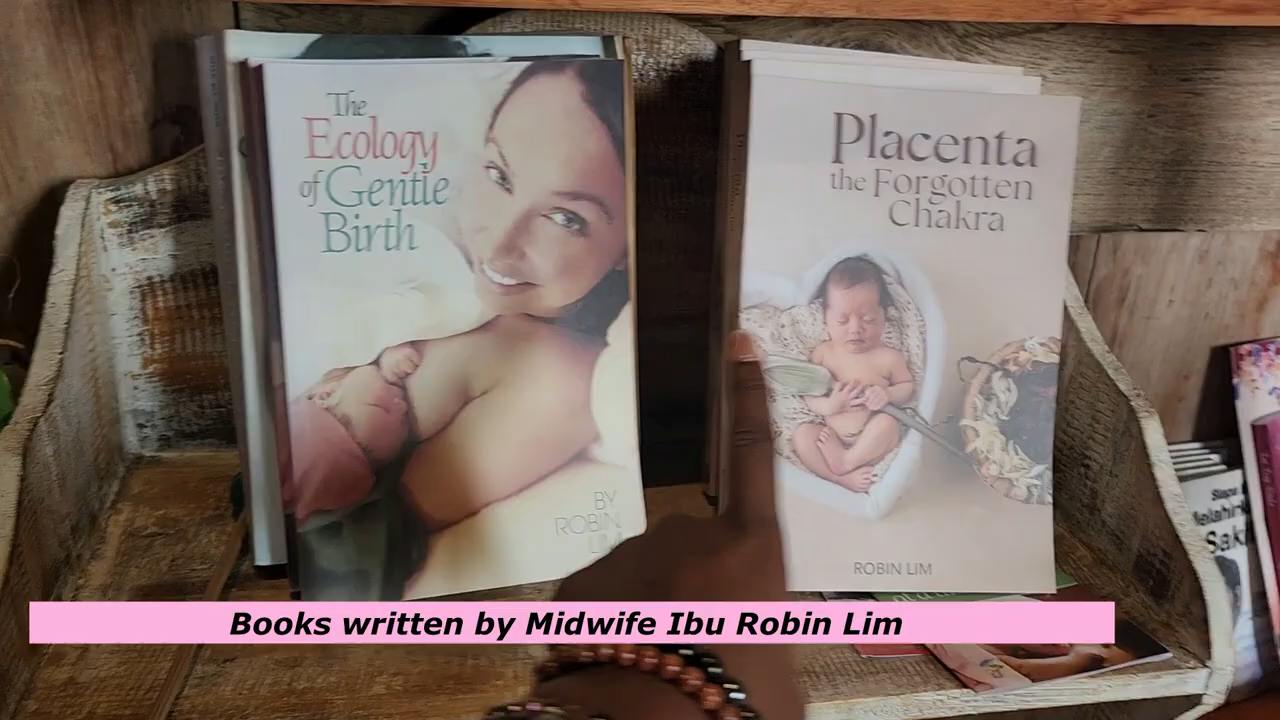 The
Ecology
of Gentle
Birth
BY
ROBIN
LIM
Placenta
the Forgotten
Chakra
ROBIN LIM
Books written by Midwife Ibu Robin Lim